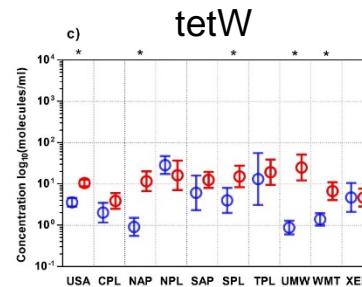 tetW
c)
* * * * *
Concentration log₁₀(molecules/ml)
10⁴
10³
10²
10¹
10⁰
10⁻¹
USA CPL NAP NPL SAP SPL TPL UMW WMT XE